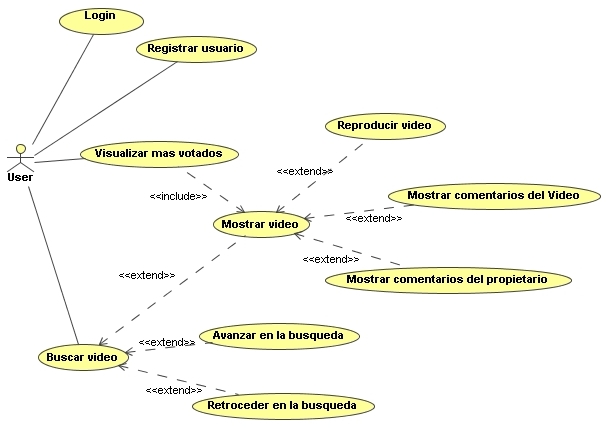 Login
Registrar usuario
Reproducir video
User
Visualizar mas votados
<<extend>>
<<include>>
Mostrar comentarios del Video
<<extend>>
Mostrar video
<<extend>>
<<extend>>
Mostrar comentarios del propietario
Avanzar en la busqueda
<<extend>>
Buscar video
<<extend>>
Retroceder en la busqueda